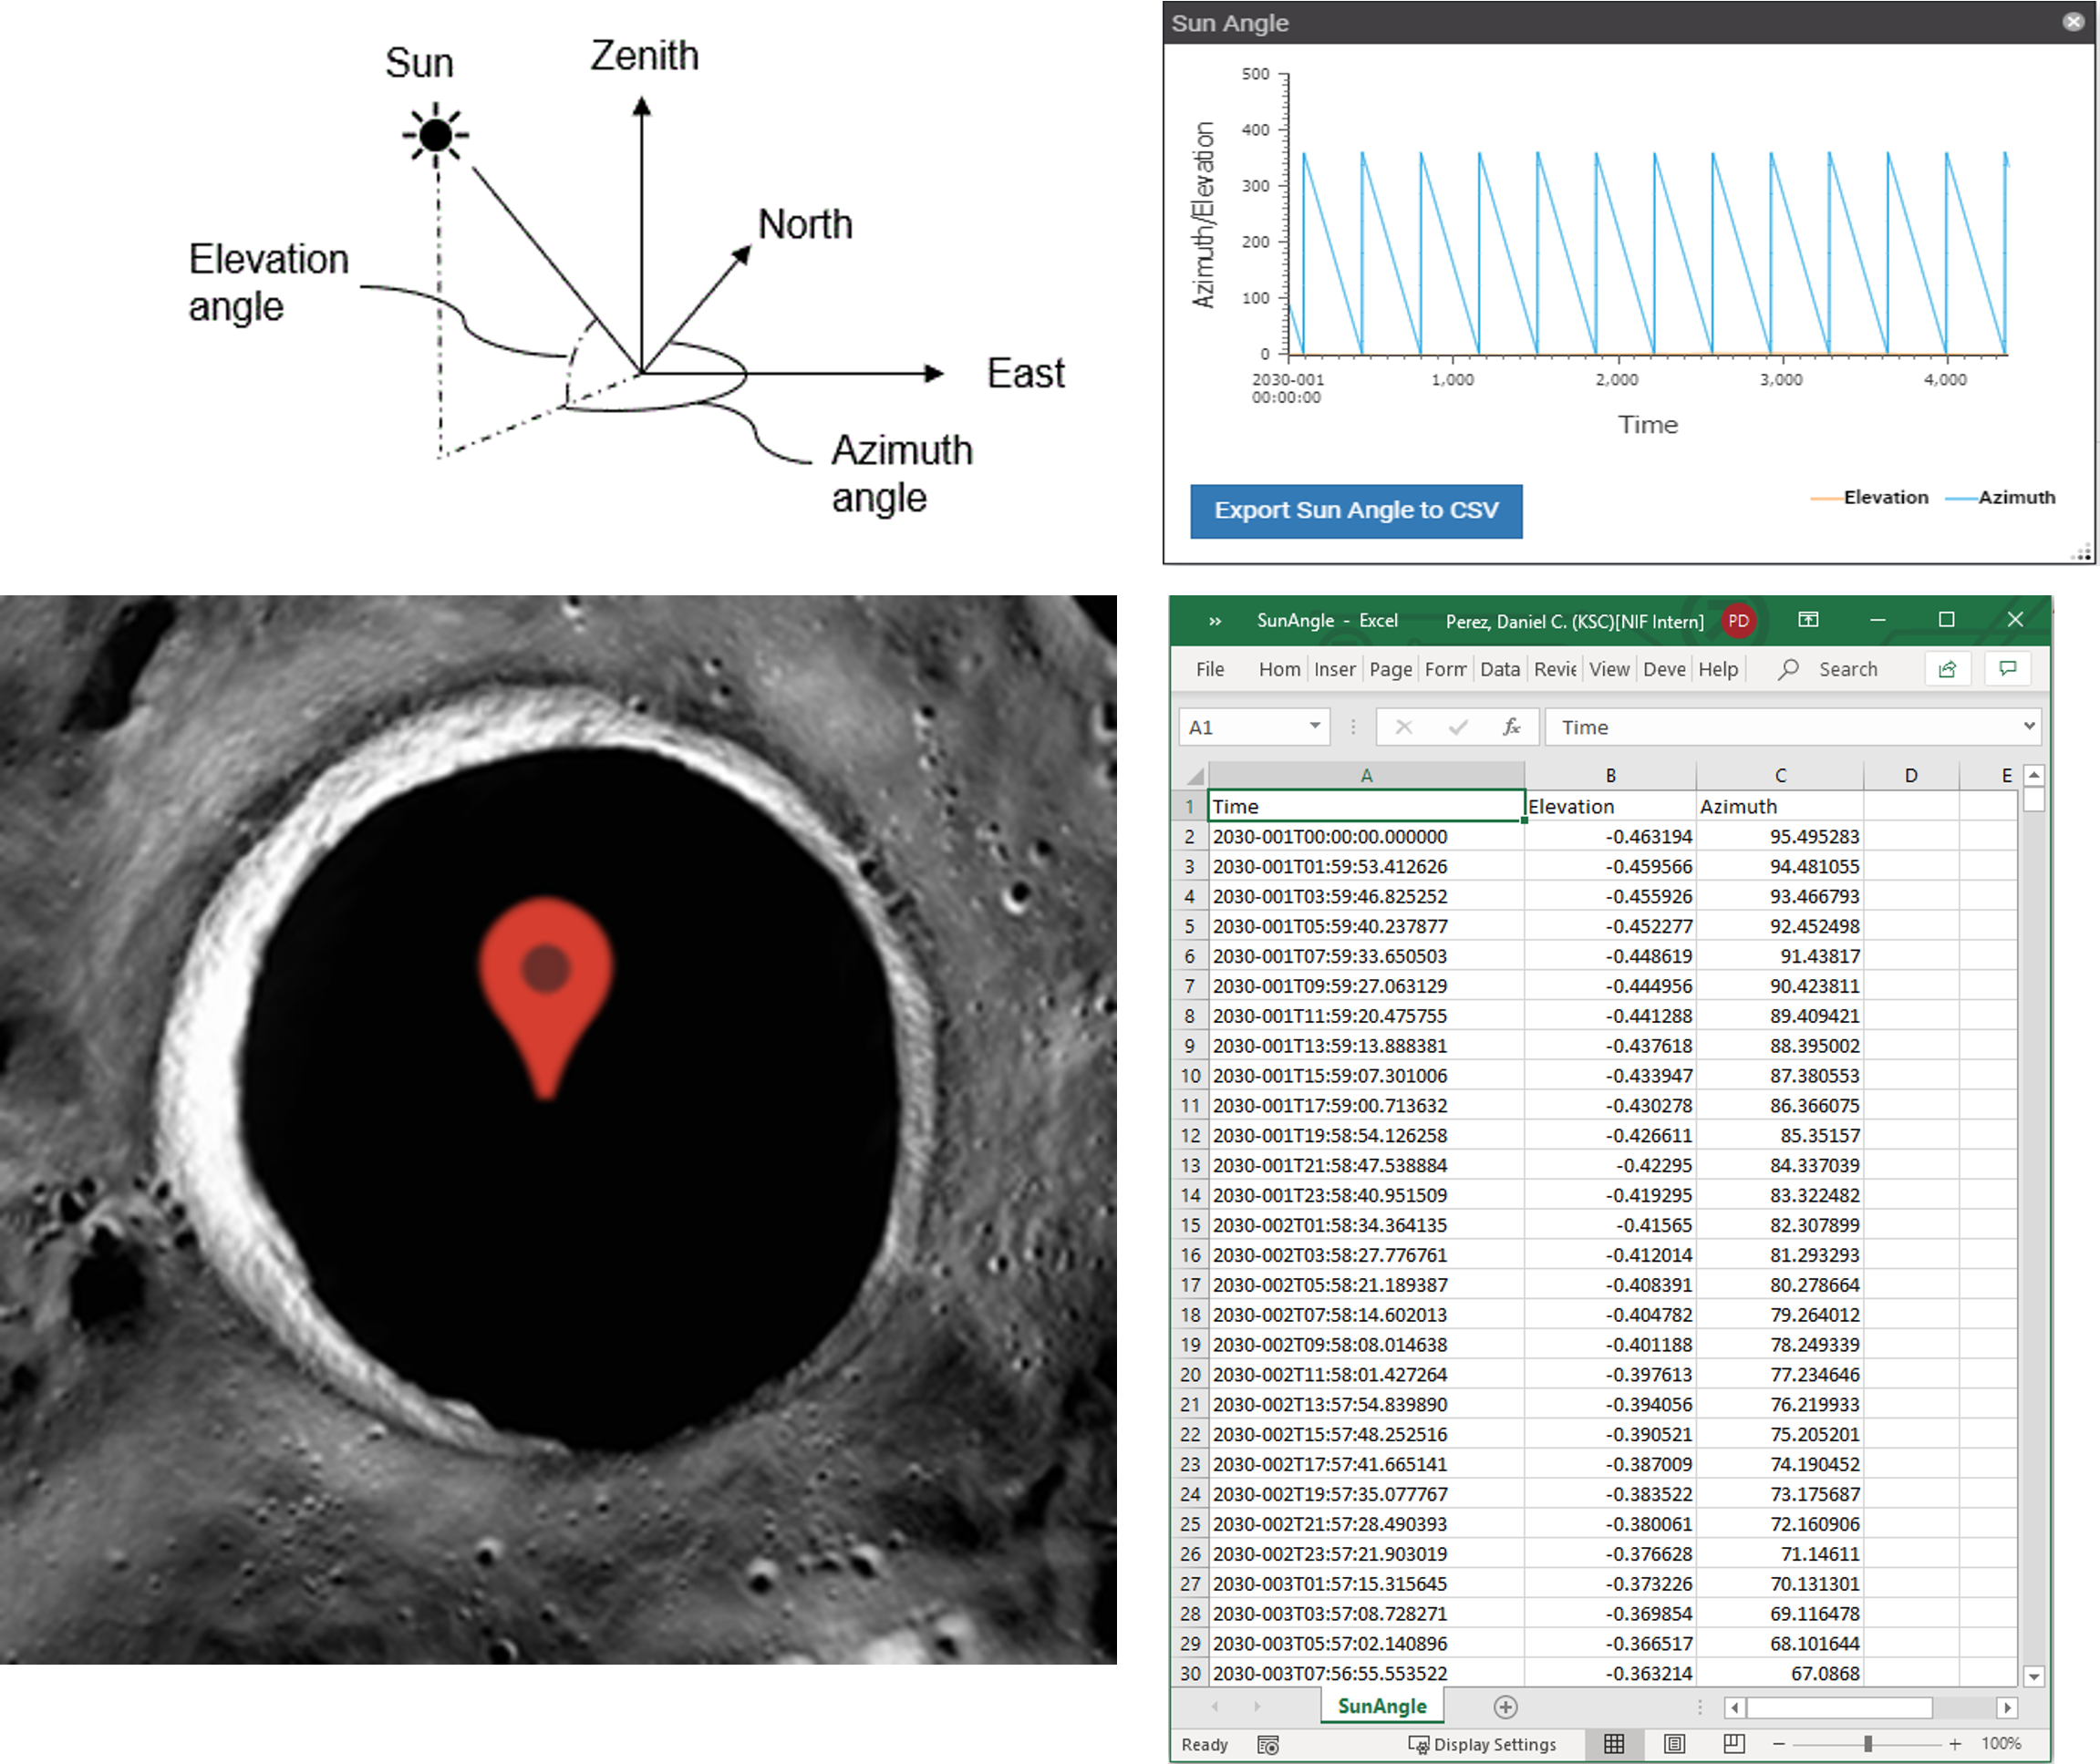 Sun
Zenith
North
Elevation
angle
East
Azimuth
angle
Sun Angle
500
400
300
200
100
0
Azimuth/Elevation
2030-001
00:00:00
1,000
2,000
3,000
4,000
Time
Export Sun Angle to CSV
Elevation
Azimuth
SunAngle - Excel
Perez, Daniel C. (KSC)[NIF Intern]
PD
File Hom Inser Page Form Data Revie View Deve Help Search
A1 fx Time
A B C D E
1 Time Elevation Azimuth
2 2030-001T00:00:00.000000 -0.463194 95.495283
3 2030-001T01:59:53.412626 -0.459566 94.481055
4 2030-001T03:59:46.825252 -0.455926 93.466793
5 2030-001T05:59:40.237877 -0.452277 92.452498
6 2030-001T07:59:33.650503 -0.448619 91.43817
7 2030-001T09:59:27.063129 -0.444956 90.423811
8 2030-001T11:59:20.475755 -0.441288 89.409421
9 2030-001T13:59:13.888381 -0.437618 88.395002
10 2030-001T15:59:07.301006 -0.433947 87.380553
11 2030-001T17:59:00.713632 -0.430278 86.366075
12 2030-001T19:58:54.126258 -0.426611 85.35157
13 2030-001T21:58:47.538884 -0.42295 84.337039
14 2030-001T23:58:40.951509 -0.419295 83.322482
15 2030-002T01:58:34.364135 -0.41565 82.307899
16 2030-002T03:58:27.776761 -0.412014 81.293293
17 2030-002T05:58:21.189387 -0.408391 80.278664
18 2030-002T07:58:14.602013 -0.404782 79.264012
19 2030-002T09:58:08.014638 -0.401188 78.249339
20 2030-002T11:58:01.427264 -0.397613 77.234646
21 2030-002T13:57:54.839890 -0.394056 76.219933
22 2030-002T15:57:48.252516 -0.390521 75.205201
23 2030-002T17:57:41.665141 -0.387009 74.190452
24 2030-002T19:57:35.077767 -0.383522 73.175687
25 2030-002T21:57:28.490393 -0.380061 72.160906
26 2030-002T23:57:21.903019 -0.376628 71.14611
27 2030-003T01:57:15.315645 -0.373226 70.131301
28 2030-003T03:57:08.728271 -0.369854 69.116478
29 2030-003T05:57:02.140896 -0.366517 68.101644
30 2030-003T07:56:55.553522 -0.363214 67.0868
SunAngle
Ready Display Settings 100%